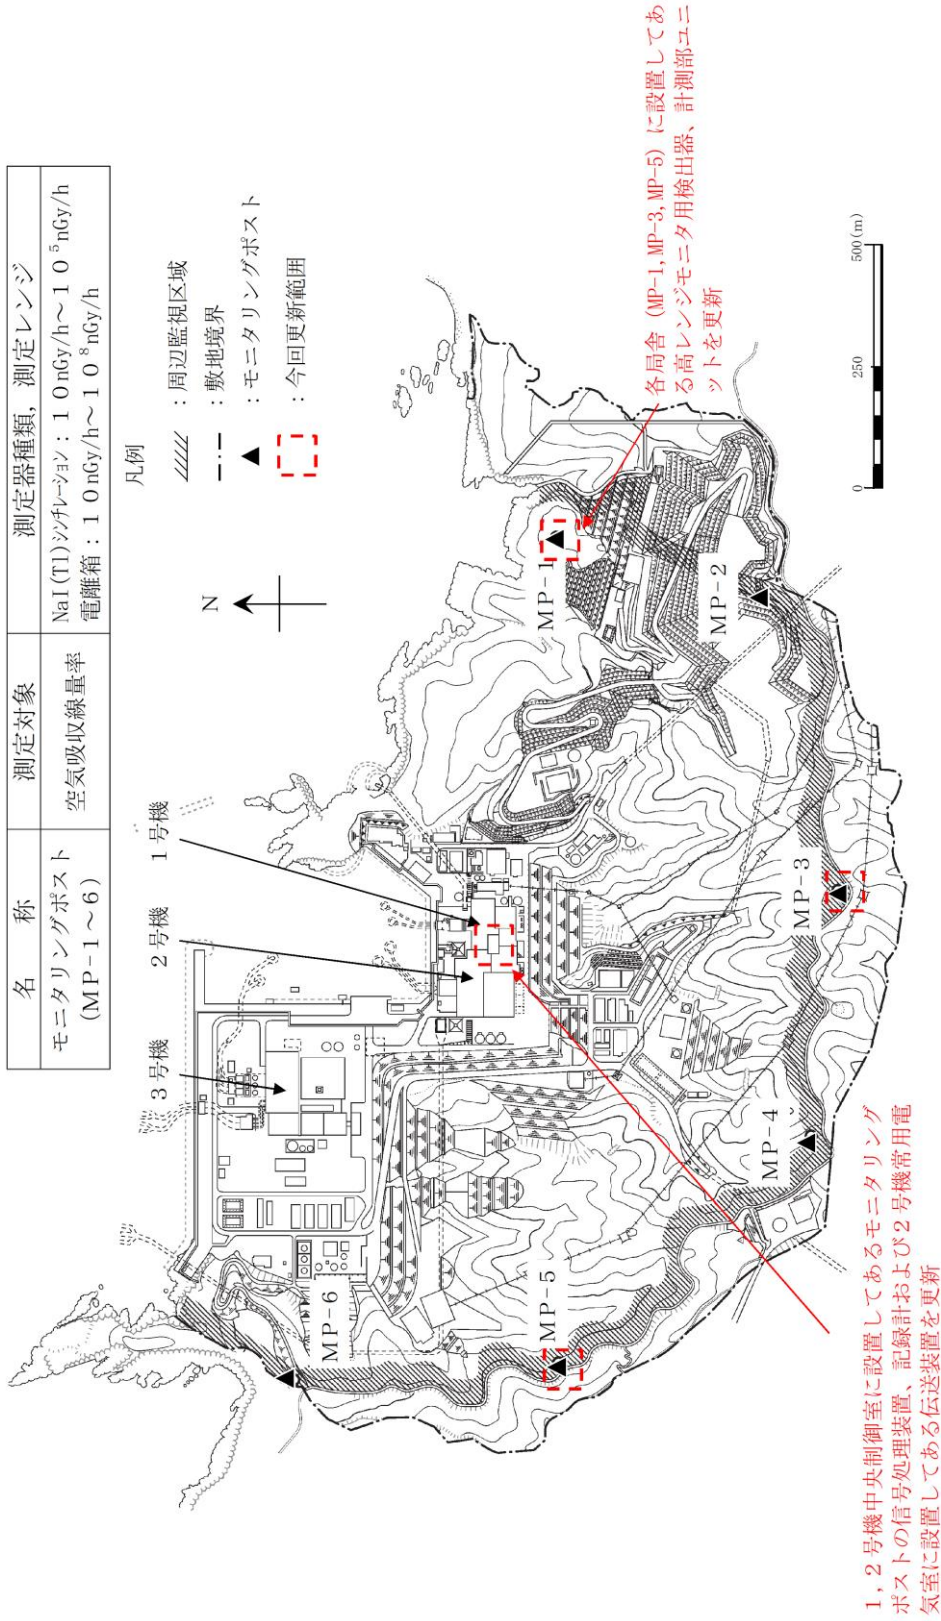 名　　称　測定対象　測定器種類, 測定レンジ
モニタリングポスト　空気吸収線量率　NaI(Tl)シンチレーション：10nGy/h～10⁵nGy/h
(MP-1～6)　電離箱：10nGy/h～10⁸nGy/h
凡例
：周辺監視区域
：敷地境界
：モニタリングポスト
：今回更新範囲
N
3号機
2号機
1号機
MP-6
MP-5
MP-4
MP-3
MP-2
MP-1
各局舎 (MP-1,MP-3,MP-5) に設置してあ
る高レンジモニタ用検出器、計測部ユニ
ットを更新
1, 2号機中央制御室に設置してあるモニタリング
ポストの信号処理装置、記録計および2号機常用電
気室に設置してある伝送装置を更新
0　250　500(m)